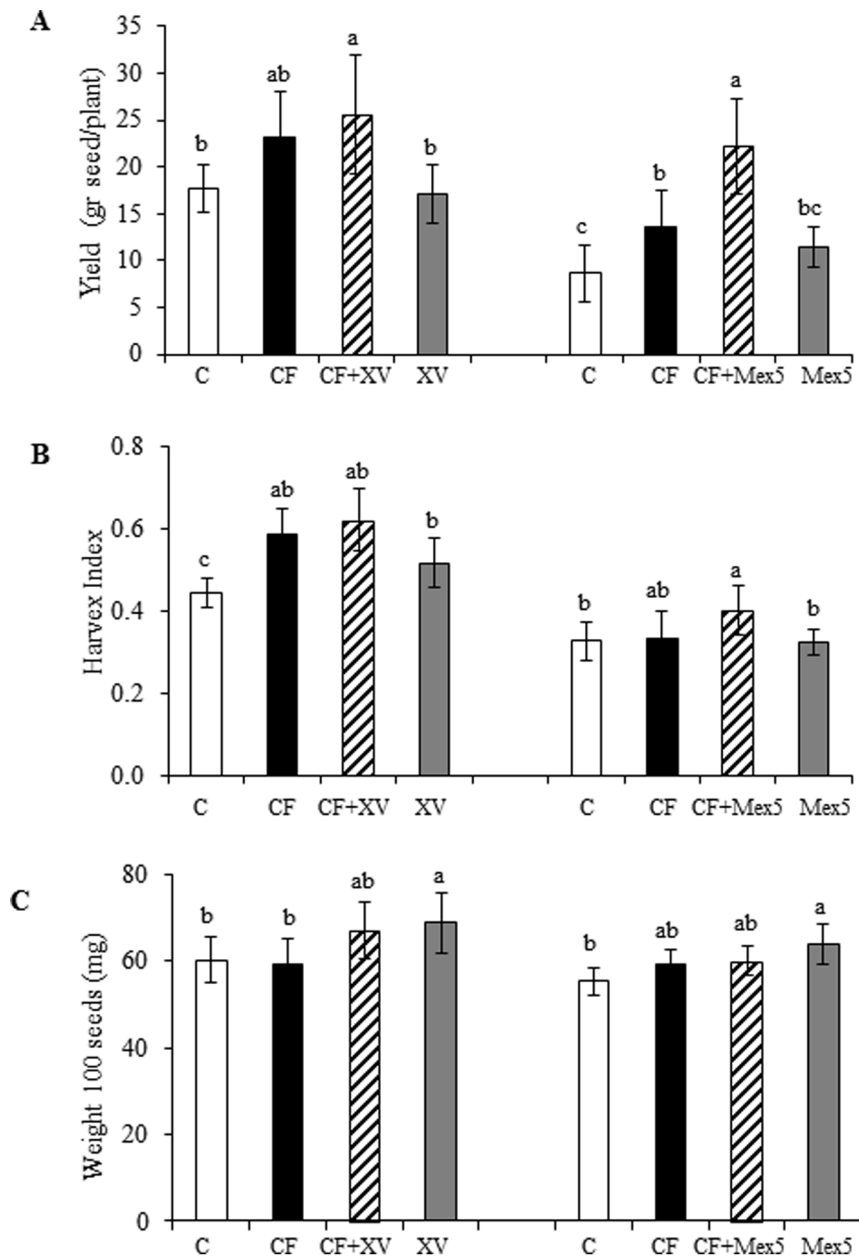 A
Yield (gr seed/plant)
35
30
25
20
15
10
5
0
b
ab
a
b
c
b
a
bc
C CF CF+XV XV C CF CF+Mex5 Mex5
B
Harvex Index
0.8
0.6
0.4
0.2
0.0
c
ab
ab
b
b
ab
a
b
C CF CF+XV XV C CF CF+Mex5 Mex5
C
Weight 100 seeds (mg)
80
60
40
20
0
b
b
ab
a
b
ab
ab
a
C CF CF+XV XV C CF CF+Mex5 Mex5